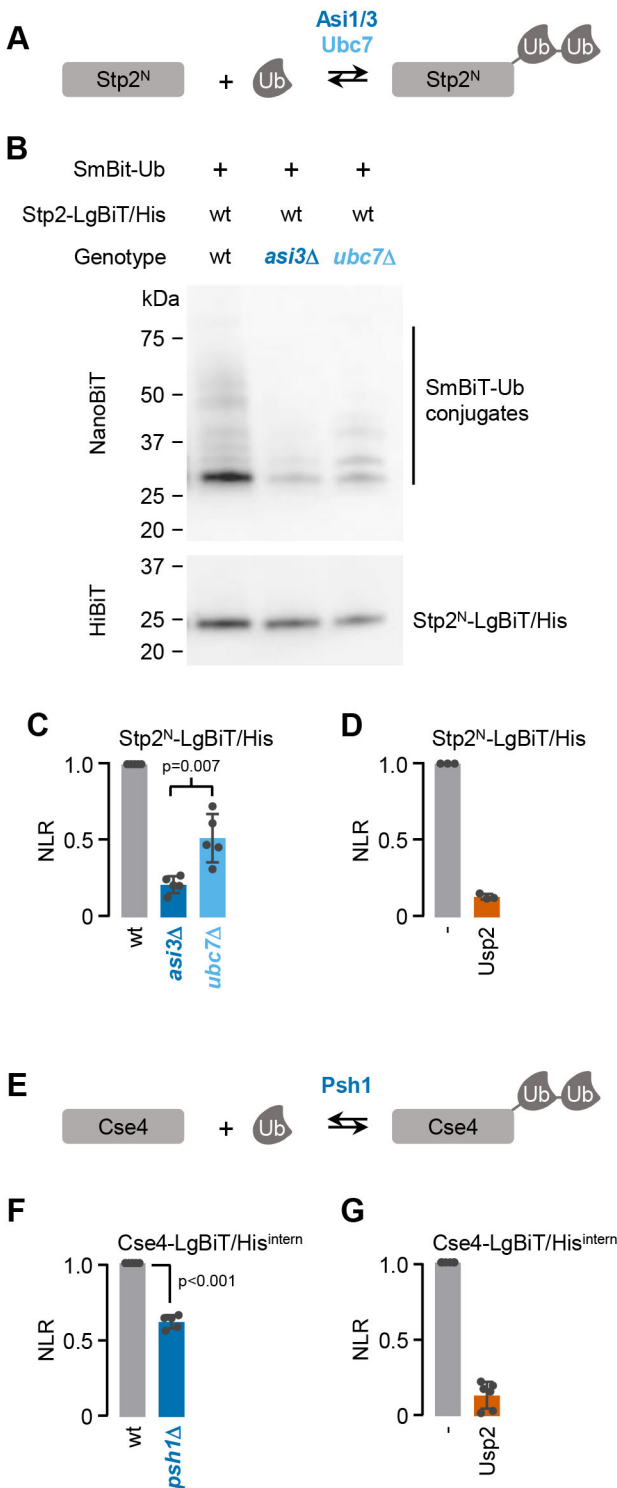 A
Asi1/3
Ubc7
Stp2N + Ub Stp2N Ub Ub
B
SmBit-Ub + + +
Stp2-LgBiT/His wt wt wt
Genotype wt asi3Δ ubc7Δ
kDa
75
50
37
25
20
NanoBiT
SmBiT-Ub
conjugates
37
25
20
HiBiT
Stp2N-LgBiT/His
C
Stp2N-LgBiT/His
p=0.007
1.0
0.5
0
NLR
wt asi3Δ ubc7Δ
D
Stp2N-LgBiT/His
1.0
0.5
0
NLR
- Usp2
E
Psh1
Cse4 + Ub Cse4 Ub Ub
F
Cse4-LgBiT/Hisintern
p<0.001
1.0
0.5
0
NLR
wt psh1Δ
G
Cse4-LgBiT/Hisintern
1.0
0.5
0
NLR
- Usp2